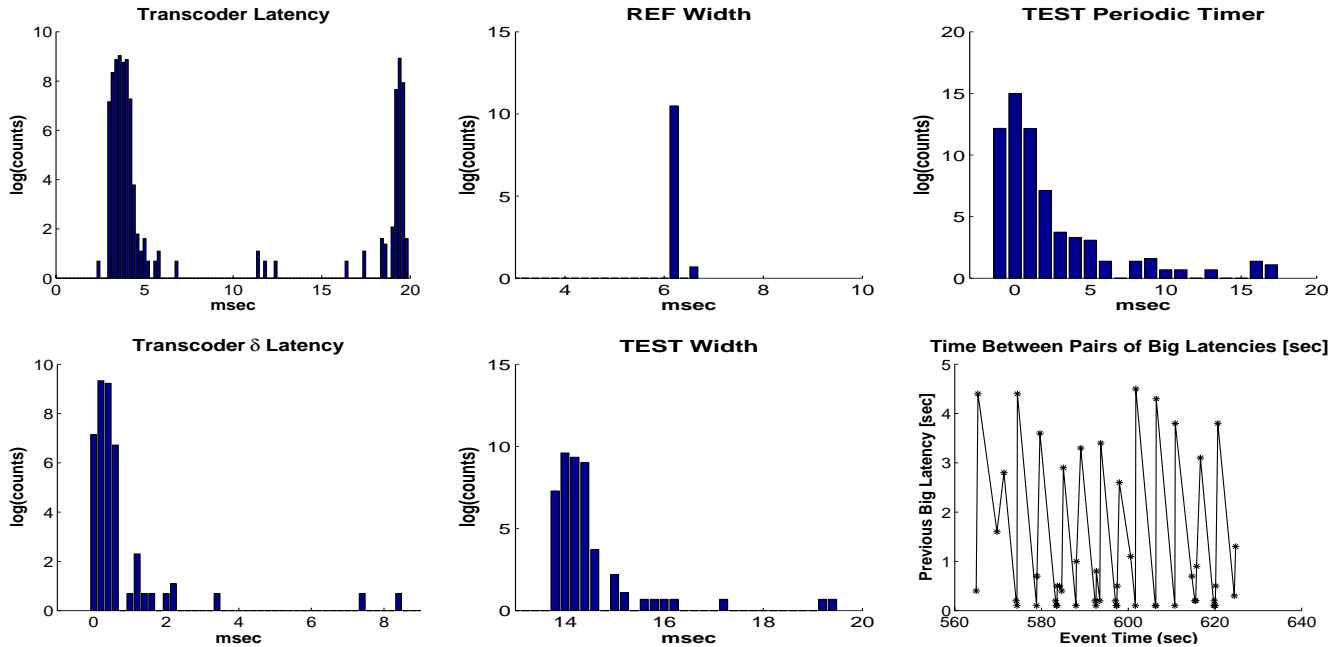 Transcoder Latency
log(counts)
10
8
6
4
2
0
0 5 10 15 20
msec
REF Width
log(counts)
15
10
5
0
4 6 8 10
msec
TEST Periodic Timer
log(counts)
20
15
10
5
0
0 5 10 15 20
msec
Transcoder δ Latency
log(counts)
10
8
6
4
2
0
0 2 4 6 8
msec
TEST Width
log(counts)
15
10
5
0
14 16 18 20
msec
Time Between Pairs of Big Latencies [sec]
Previous Big Latency [sec]
5
4
3
2
1
0
560 580 600 620 640
Event Time (sec)